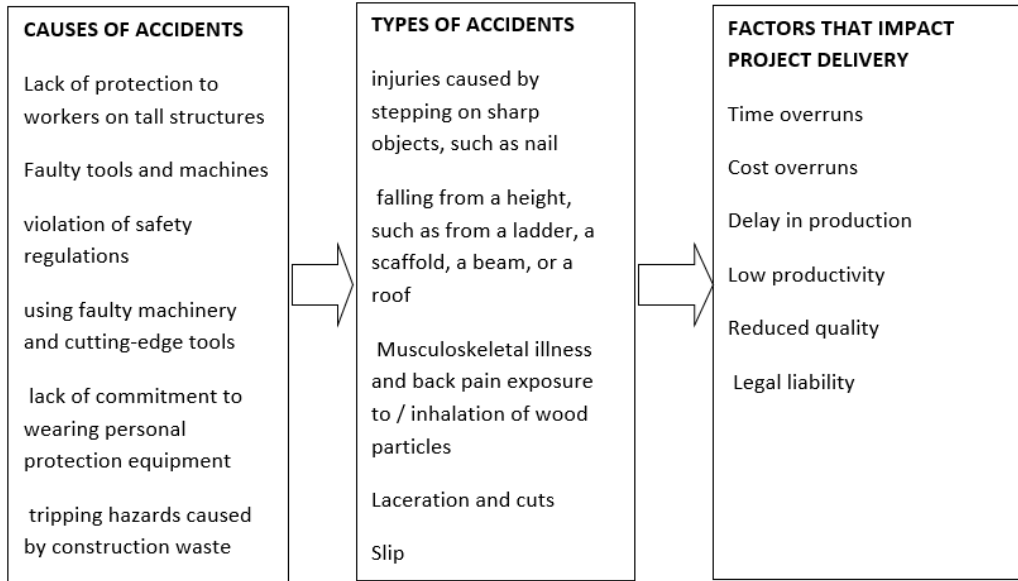 CAUSES OF ACCIDENTS
Lack of protection to
workers on tall structures
Faulty tools and machines
violation of safety
regulations
using faulty machinery
and cutting-edge tools
lack of commitment to
wearing personal
protection equipment
tripping hazards caused
by construction waste
TYPES OF ACCIDENTS
injuries caused by
stepping on sharp
objects, such as nail
falling from a height,
such as from a ladder, a
scaffold, a beam, or a
roof
Musculoskeletal illness
and back pain exposure
to / inhalation of wood
particles
Laceration and cuts
Slip
FACTORS THAT IMPACT
PROJECT DELIVERY
Time overruns
Cost overruns
Delay in production
Low productivity
Reduced quality
Legal liability